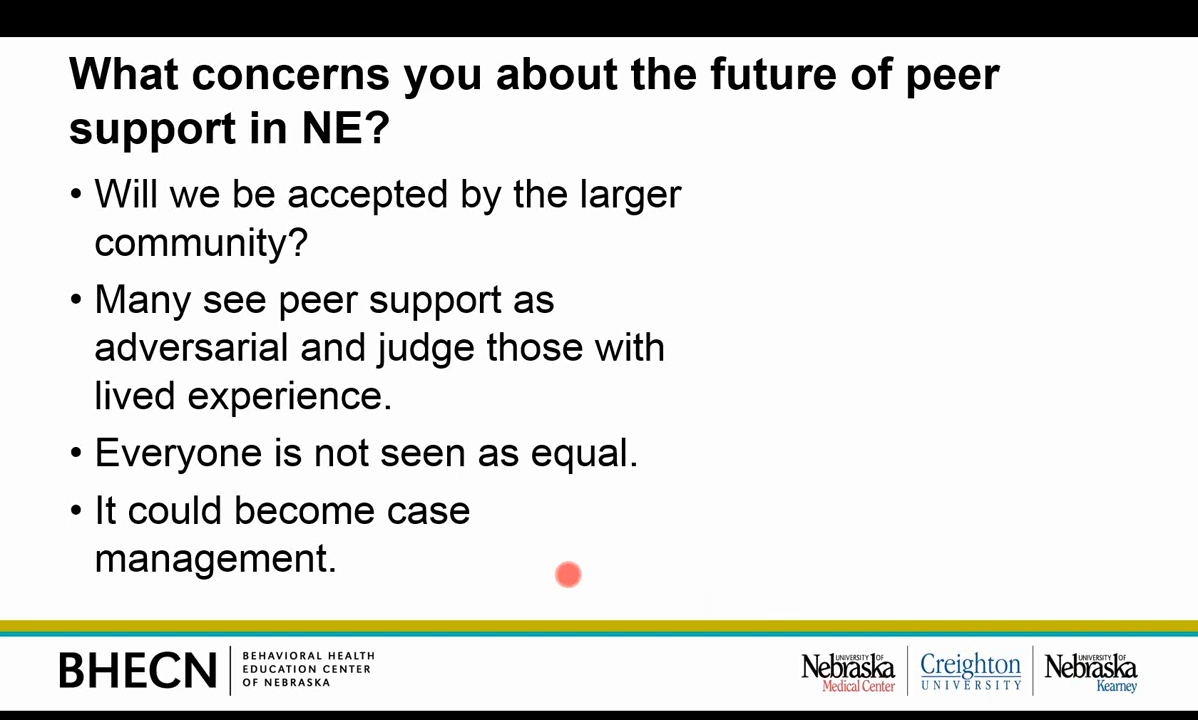 What concerns you about the future of peer
support in NE?
• Will we be accepted by the larger
community?
• Many see peer support as
adversarial and judge those with
lived experience.
• Everyone is not seen as equal.
• It could become case
management.
BHECN
BEHAVIORAL HEALTH
EDUCATION CENTER
OF NEBRASKA
UNIVERSITY OF
Nebraska
Medical Center
Creighton
UNIVERSITY
UNIVERSITY OF
Nebraska
Kearney